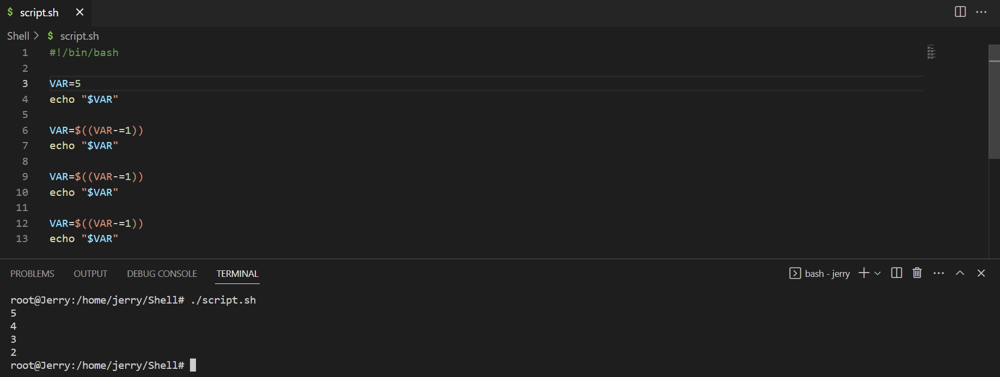 $ script.sh ×
Shell > $ script.sh
1 #!/bin/bash
2
3 VAR=5
4 echo "$VAR"
5
6 VAR=$((VAR-=1))
7 echo "$VAR"
8
9 VAR=$((VAR-=1))
10 echo "$VAR"
11
12 VAR=$((VAR-=1))
13 echo "$VAR"
PROBLEMS OUTPUT DEBUG CONSOLE TERMINAL bash - jerry
root@Jerry:/home/jerry/Shell# ./script.sh
5
4
3
2
root@Jerry:/home/jerry/Shell#